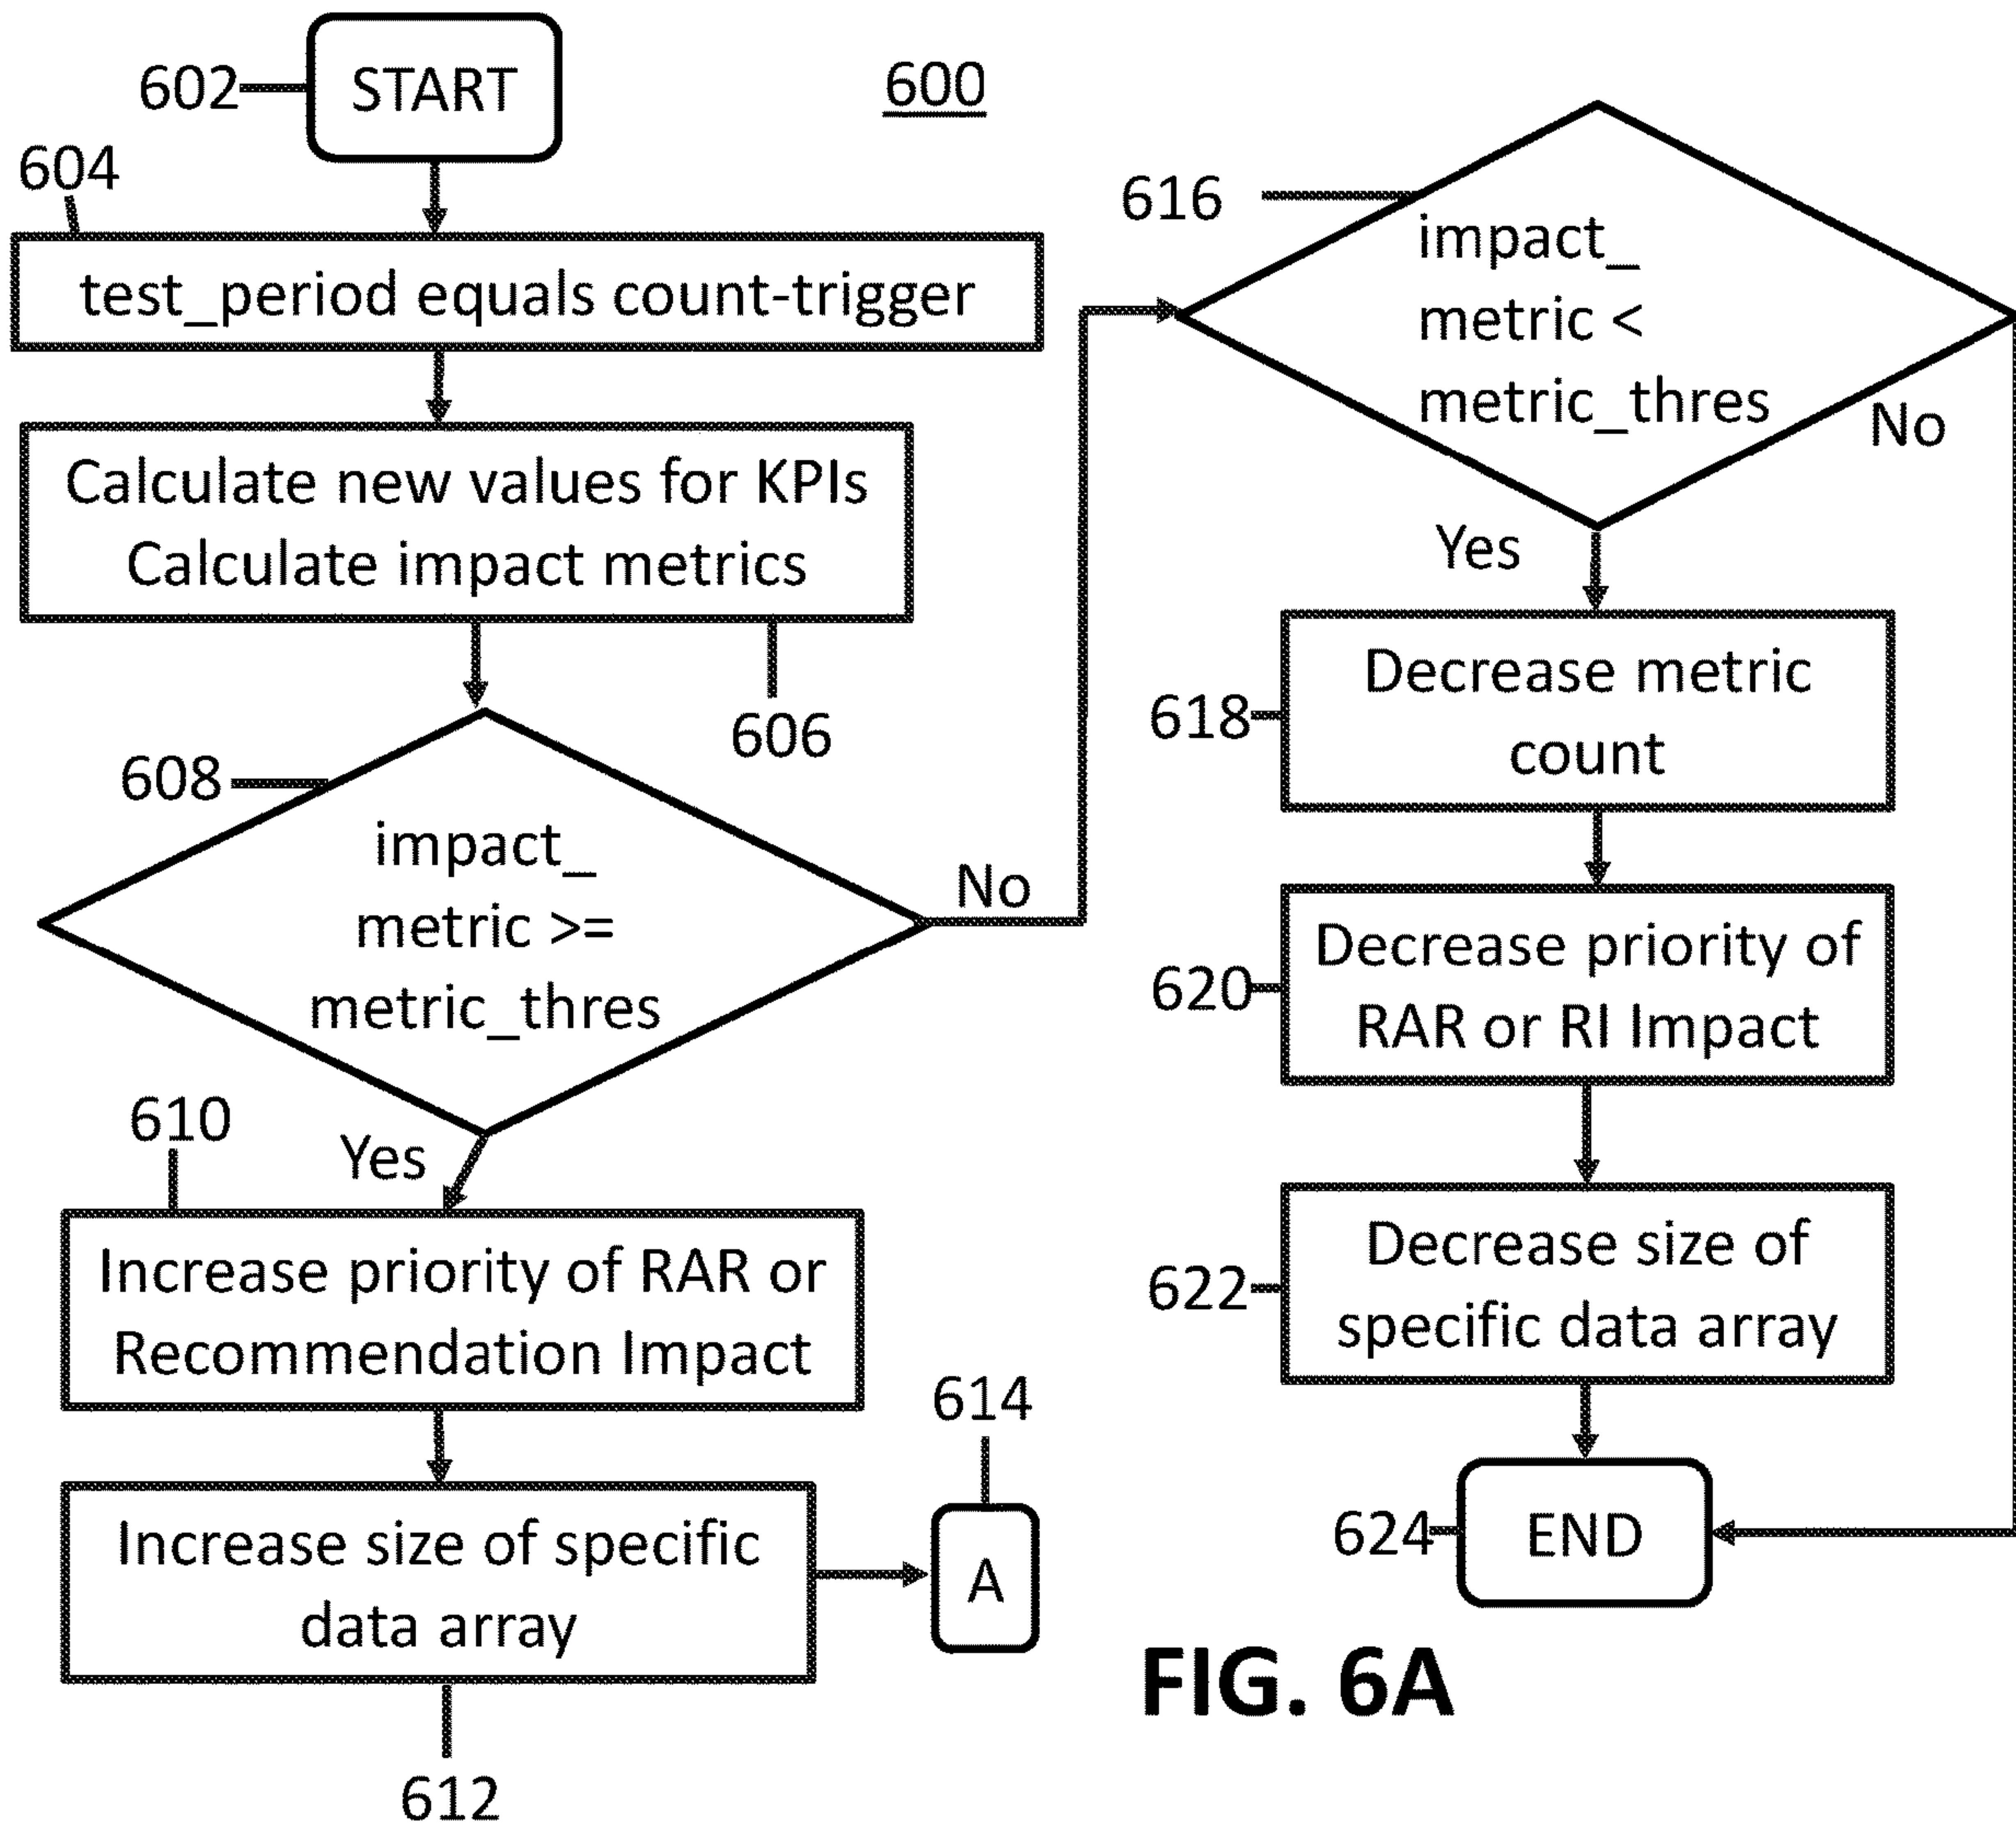 602
START
600
604
test_period equals count-trigger
Calculate new values for KPIs
Calculate impact metrics
606
608
impact_
metric >=
metric_thres
No
Yes
610
Increase priority of RAR or
Recommendation Impact
Increase size of specific
data array
612
614
A
616
impact_
metric <
metric_thres
No
Yes
618
Decrease metric
count
620
Decrease priority of
RAR or RI Impact
622
Decrease size of
specific data array
624
END
FIG. 6A